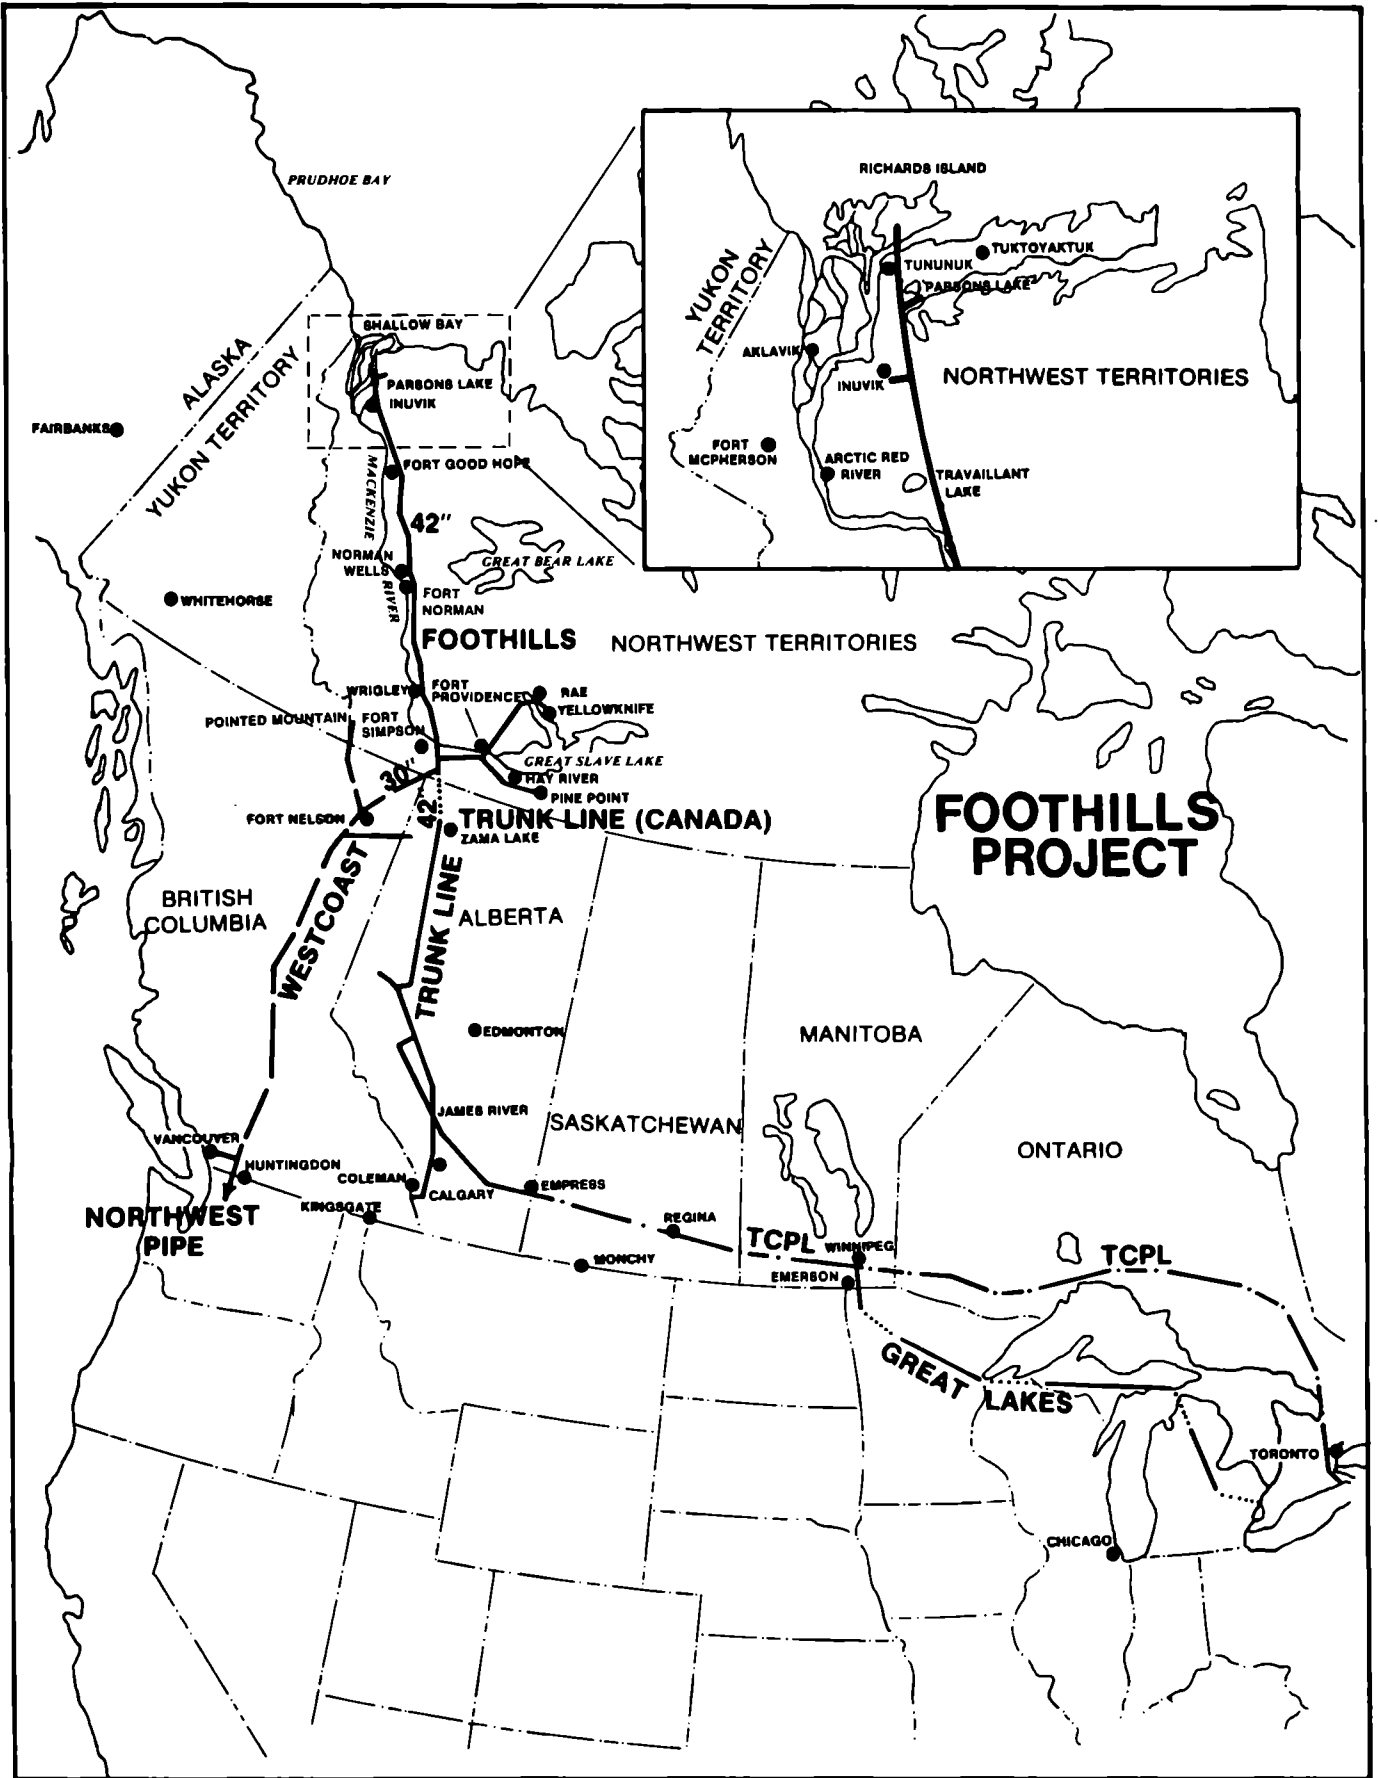 PRUDHOE BAY
RICHARDS ISLAND
TUKTOYAKTUK
TUNUNUK
PARSONS LAKE
YUKON
TERRITORY
AKLAVIK
INUVIK
NORTHWEST TERRITORIES
FORT
MCPHERSON
ARCTIC RED
RIVER
TRAVAILLANT
LAKE
SHALLOW BAY
PARSONS LAKE
INUVIK
ALASKA
YUKON TERRITORY
FAIRBANKS
FORT GOOD HOPE
MACKENZIE
RIVER
42"
NORMAN
WELLS
GREAT BEAR LAKE
FORT
NORMAN
WHITEHORSE
FOOTHILLS
NORTHWEST TERRITORIES
WRIGLEY
FORT
PROVIDENCE
RAE
YELLOWKNIFE
POINTED MOUNTAIN
FORT
SIMPSON
GREAT SLAVE LAKE
HAY RIVER
PINE POINT
30"
42"
FORT NELSON
TRUNK LINE (CANADA)
ZAMA LAKE
FOOTHILLS
PROJECT
BRITISH
COLUMBIA
WESTCOAST
TRUNK LINE
ALBERTA
EDMONTON
MANITOBA
JAMES RIVER
SASKATCHEWAN
ONTARIO
VANCOUVER
HUNTINGDON
COLEMAN
CALGARY
EMPRESS
KINGSGATE
NORTHWEST
PIPE
REGINA
MONCHY
TCPL
WINNIPEG
EMERSON
TCPL
GREAT
LAKES
TORONTO
CHICAGO